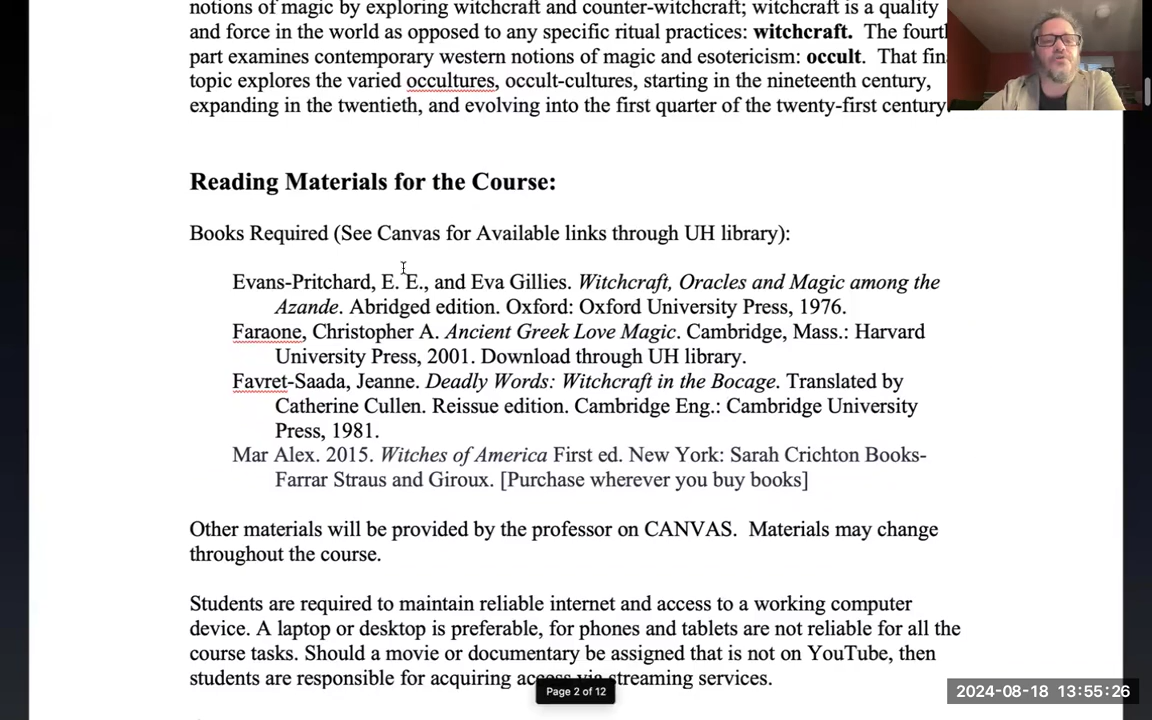 notions of magic by exploring witchcraft and counter-witchcraft; witchcraft is a quality
and force in the world as opposed to any specific ritual practices: witchcraft. The fourth
part examines contemporary western notions of magic and esotericism: occult. That fin
topic explores the varied occultures, occult-cultures, starting in the nineteenth century,
expanding in the twentieth, and evolving into the first quarter of the twenty-first century.
Reading Materials for the Course:
Books Required (See Canvas for Available links through UH library):
Evans-Pritchard, E. E., and Eva Gillies. Witchcraft, Oracles and Magic among the
Azande. Abridged edition. Oxford: Oxford University Press, 1976.
Faraone, Christopher A. Ancient Greek Love Magic. Cambridge, Mass.: Harvard
University Press, 2001. Download through UH library.
Favret-Saada, Jeanne. Deadly Words: Witchcraft in the Bocage. Translated by
Catherine Cullen. Reissue edition. Cambridge Eng.: Cambridge University
Press, 1981.
Mar Alex. 2015. Witches of America First ed. New York: Sarah Crichton Books-
Farrar Straus and Giroux. [Purchase wherever you buy books]
Other materials will be provided by the professor on CANVAS. Materials may change
throughout the course.
Students are required to maintain reliable internet and access to a working computer
device. A laptop or desktop is preferable, for phones and tablets are not reliable for all the
course tasks. Should a movie or documentary be assigned that is not on YouTube, then
students are responsible for acquiring access via streaming services.
Page 2 of 12
2024-08-18 13:55:26